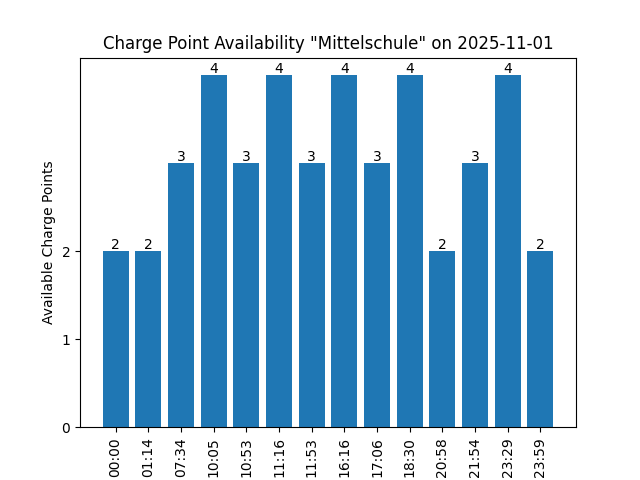 Charge Point Availability "Mittelschule" on 2025-11-01
Available Charge Points
2
1
0
2 2 3 4 3 4 3 4 3 4 2 3 4 2
00:00 01:14 07:34 10:05 10:53 11:16 11:53 16:16 17:06 18:30 20:58 21:54 23:29 23:59